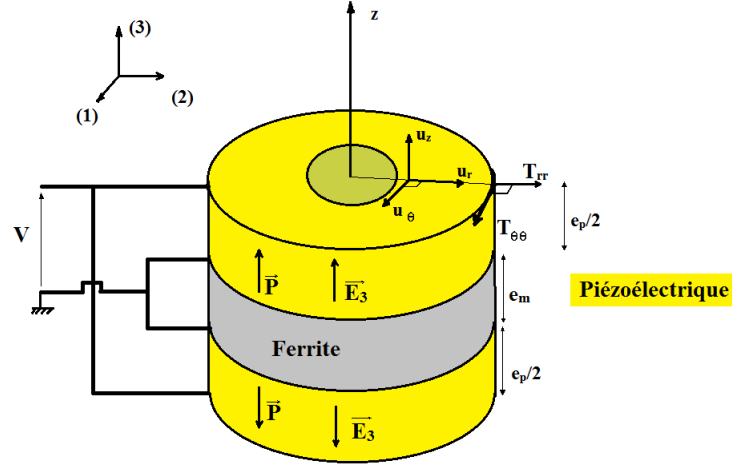 z
(3)
(2)
(1)
u_z
u_r
T_rr
u_θ
T_θθ
e_p/2
V
P
E_3
e_m
Piézoélectrique
Ferrite
e_p/2
P
E_3